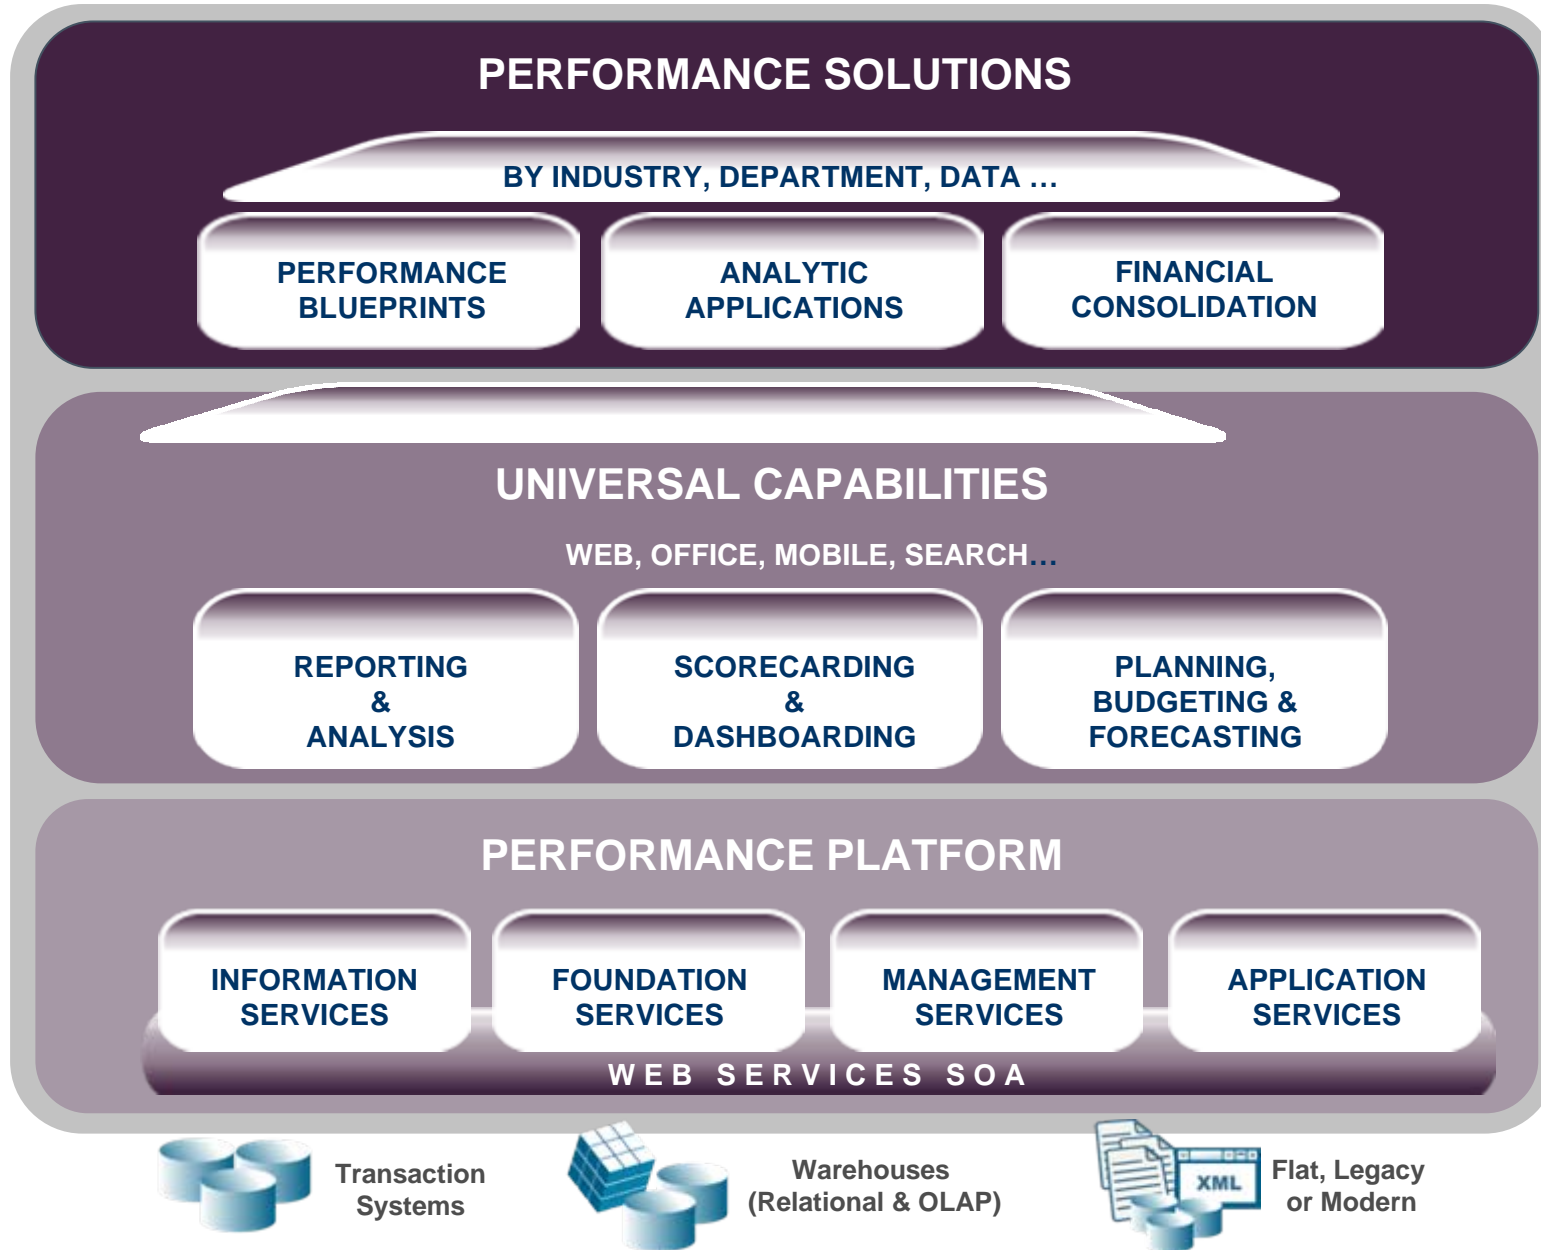 PERFORMANCE SOLUTIONS
BY INDUSTRY, DEPARTMENT, DATA ...
PERFORMANCE
BLUEPRINTS
ANALYTIC
APPLICATIONS
FINANCIAL
CONSOLIDATION
UNIVERSAL CAPABILITIES
WEB, OFFICE, MOBILE, SEARCH...
REPORTING
&
ANALYSIS
SCORECARDING
&
DASHBOARDING
PLANNING,
BUDGETING &
FORECASTING
PERFORMANCE PLATFORM
INFORMATION
SERVICES
FOUNDATION
SERVICES
MANAGEMENT
SERVICES
APPLICATION
SERVICES
WEB SERVICES SOA
Transaction
Systems
Warehouses
(Relational & OLAP)
XML
Flat, Legacy
or Modern